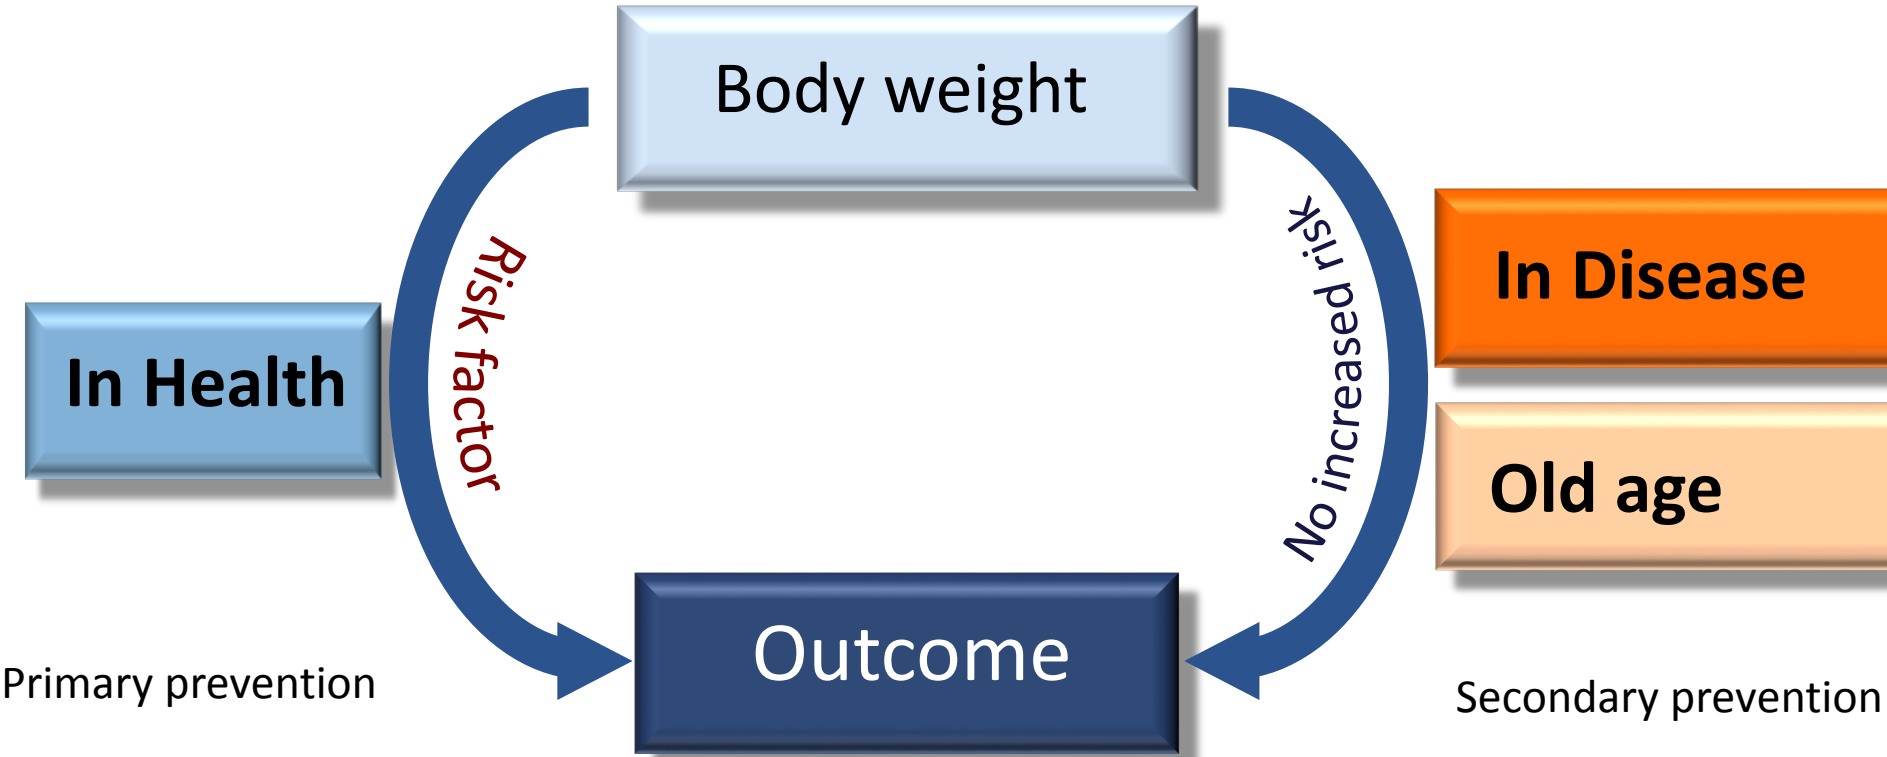 Body weight
Risk factor
No increased risk
In Health
In Disease
Old age
Outcome
Primary prevention
Secondary prevention